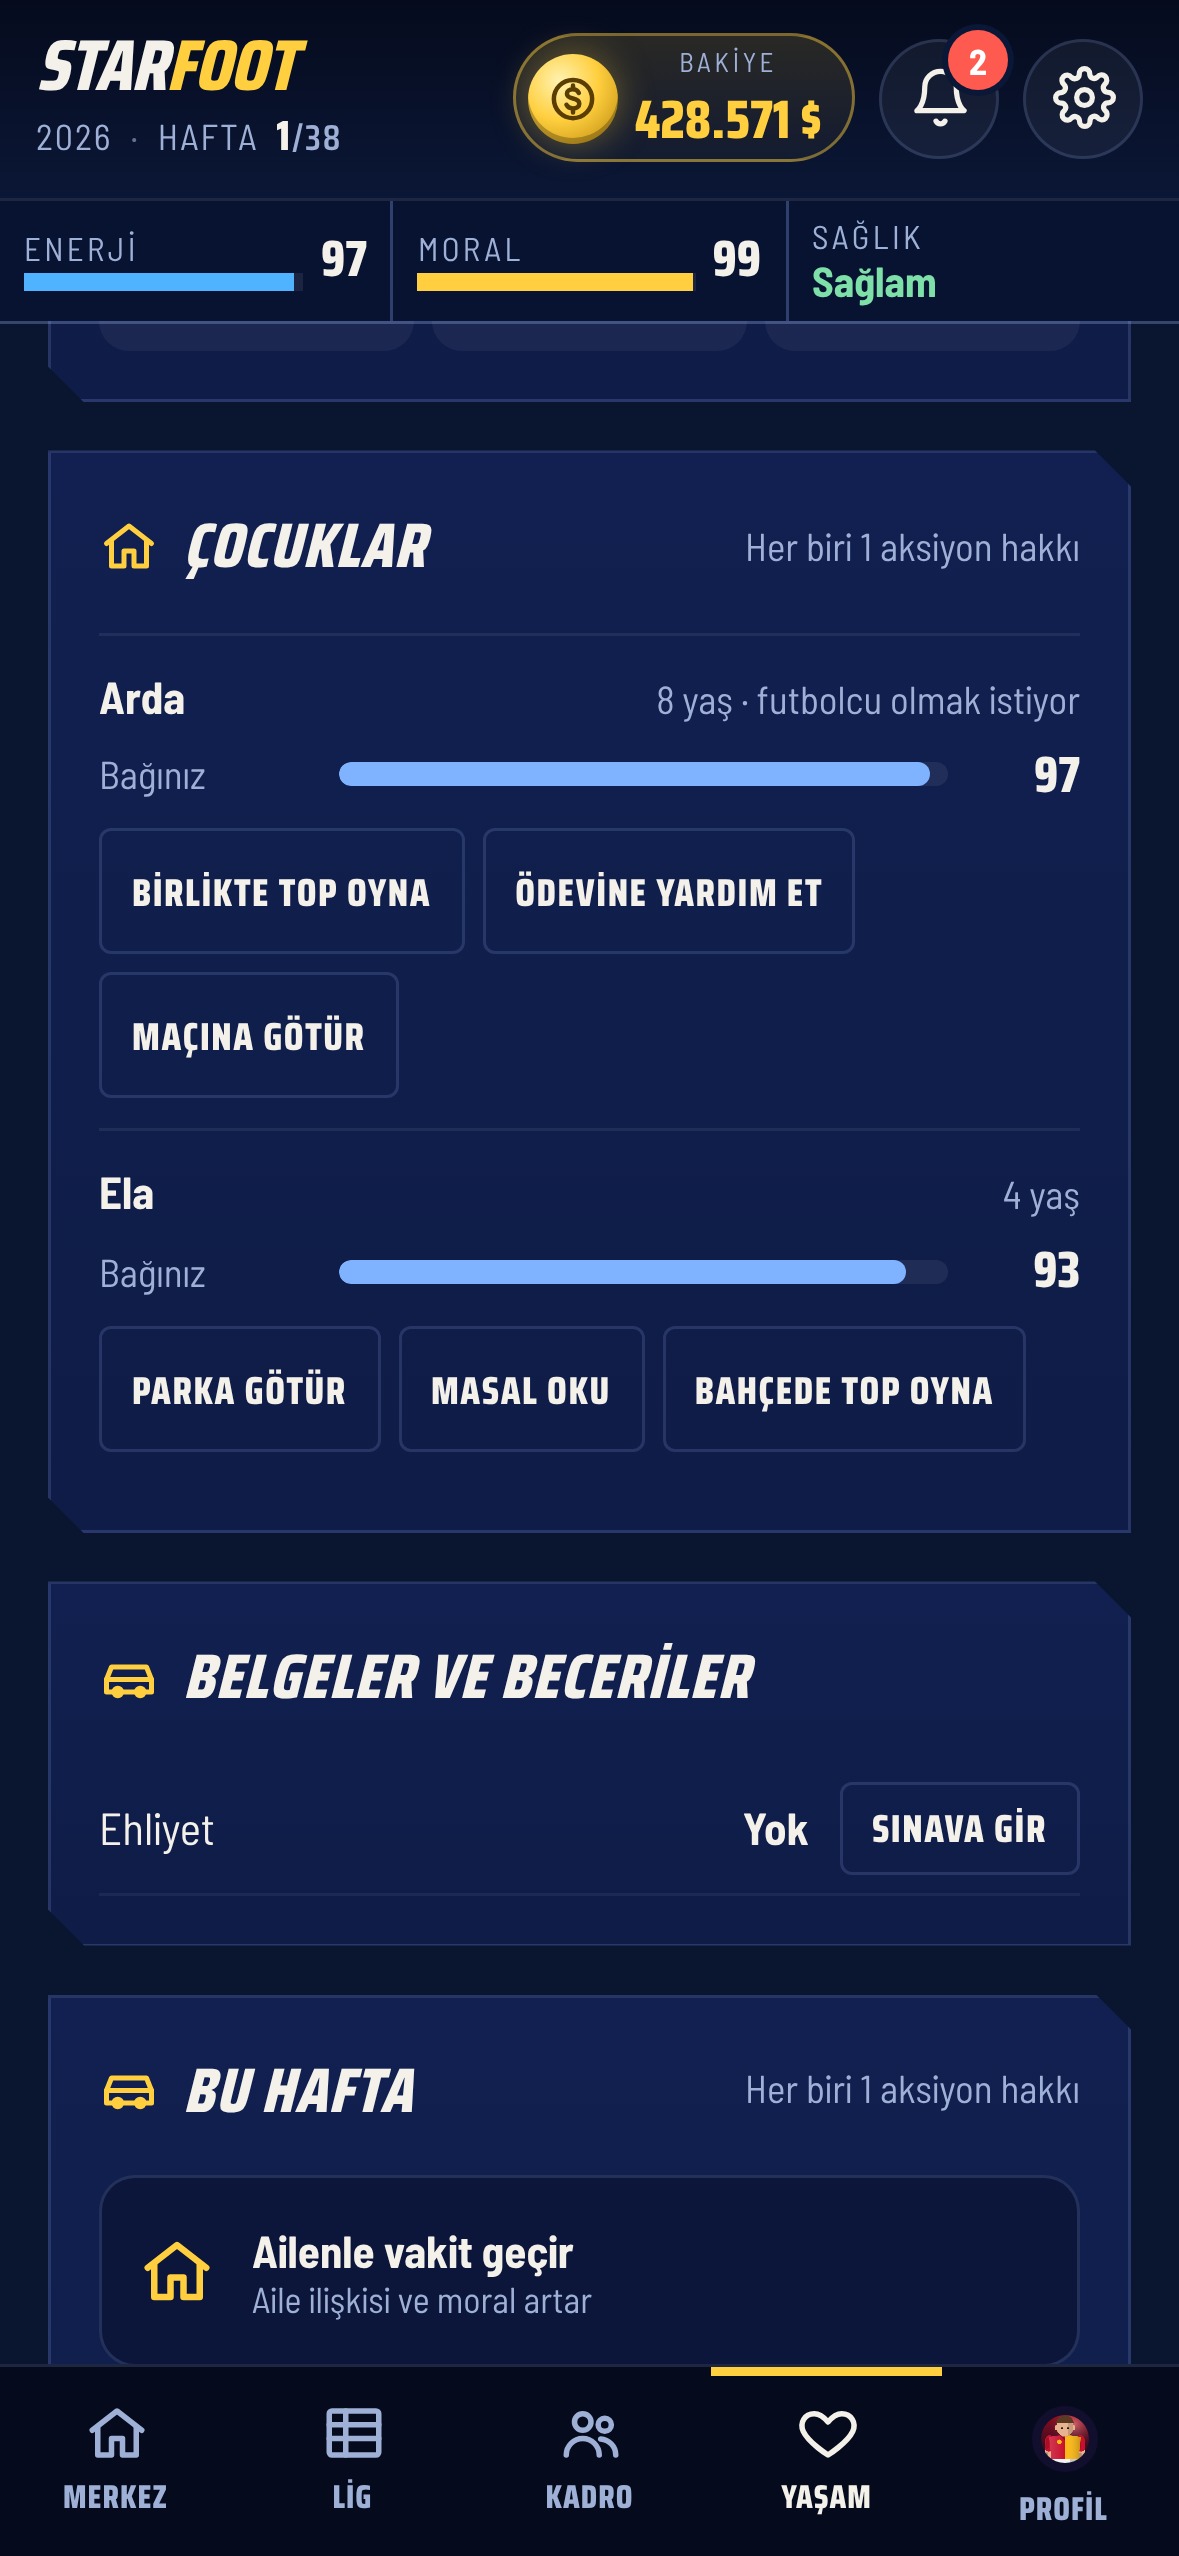 STARFOOT
2026 · HAFTA 1/38
BAKİYE
428.571 $
2
ENERJİ
97
MORAL
99
SAĞLIK
Sağlam
ÇOCUKLAR
Her biri 1 aksiyon hakkı
Arda
8 yaş · futbolcu olmak istiyor
Bağınız
97
BİRLİKTE TOP OYNA
ÖDEVİNE YARDIM ET
MAÇINA GÖTÜR
Ela
4 yaş
Bağınız
93
PARKA GÖTÜR
MASAL OKU
BAHÇEDE TOP OYNA
BELGELER VE BECERİLER
Ehliyet
Yok
SINAVA GİR
BU HAFTA
Her biri 1 aksiyon hakkı
Ailenle vakit geçir
Aile ilişkisi ve moral artar
MERKEZ
LİG
KADRO
YAŞAM
PROFİL